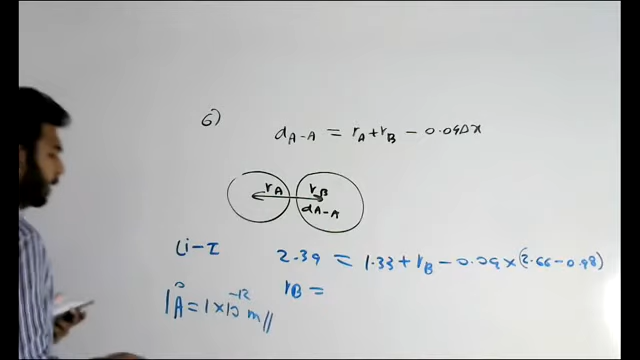 6)
dA-A = rA+rB - 0.09Δx
rA rB
dA-A
Li-I 2.39 = 1.33+rB-0.09×(2.66-0.98)
rB =
1Å = 1×10⁻¹² m//